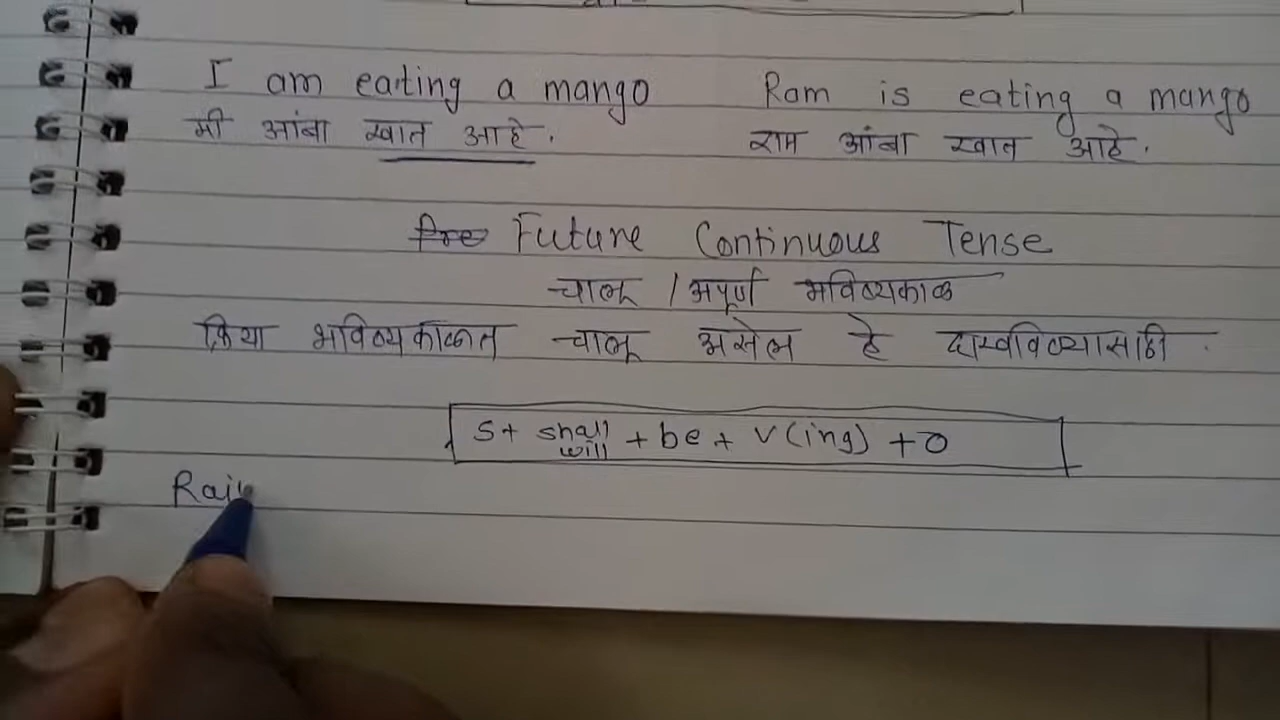 I am eating a mango Ram is eating a mango
मी आंबा खात आहे. राम आंबा खात आहे.
Pre Future Continuous Tense
चालू / अपूर्ण भविष्यकाळ
क्रिया भविष्यकाळात चालू असेल हे दाखविण्यासाठी .
S + shall + be + V (ing) + O
will